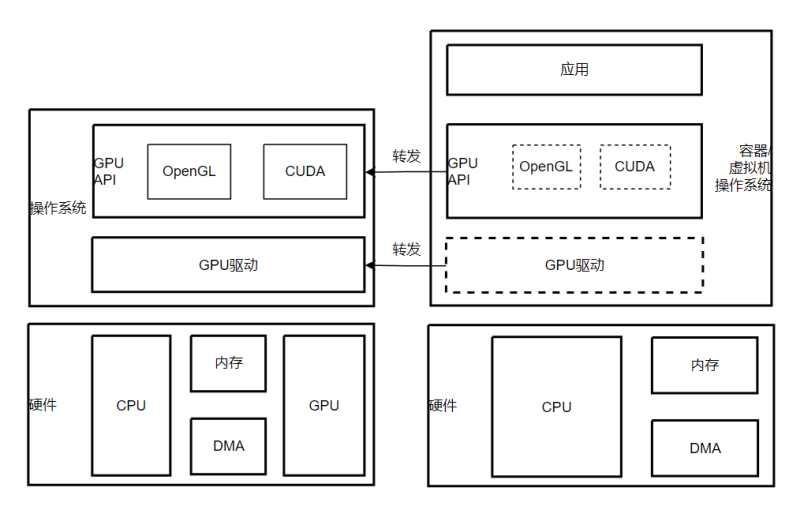 操作系统
GPU
API
OpenGL
CUDA
GPU驱动
硬件
CPU
内存
DMA
GPU
转发
转发
应用
GPU
API
OpenGL
CUDA
GPU驱动
容器/
虚拟机
操作系统
硬件
CPU
内存
DMA